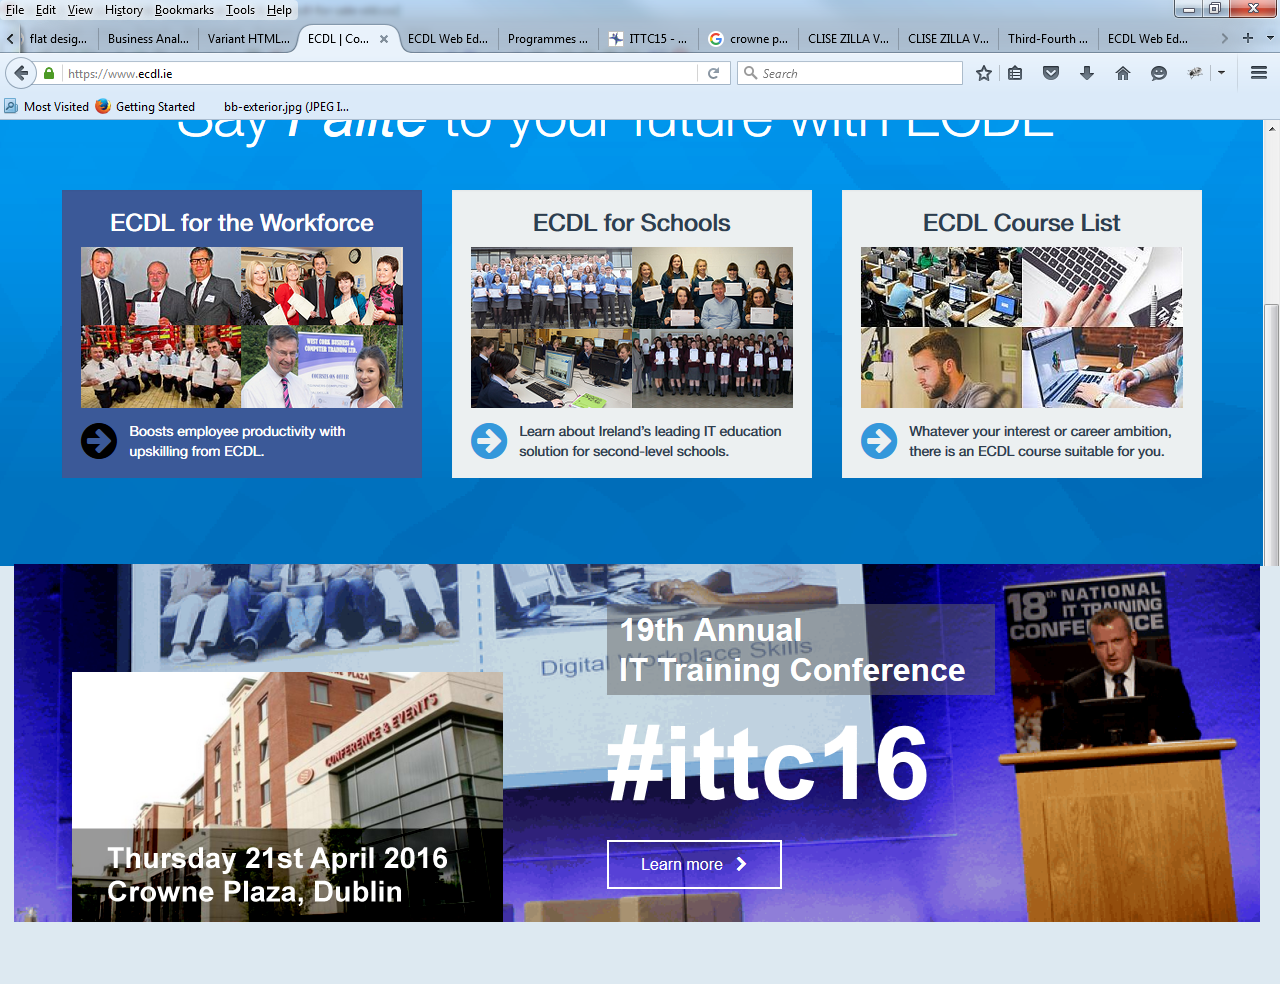 File Edit View History Bookmarks Tools Help
flat desig...
Business Anal...
Variant HTML...
ECDL | Co...
ECDL Web Ed...
Programmes ...
ITTC15 - ...
crowne p...
CLISE ZILLA V...
CLISE ZILLA V...
Third-Fourth ...
ECDL Web Ed...
https://www.ecdl.ie
Search
Most Visited
Getting Started
bb-exterior.jpg (JPEG I...
Say Fáilte to your future with ECDL
ECDL for the Workforce
WEST CORK BUSINESS &
COMPUTER TRAINING LTD.
COURSES ON OFFER
Boosts employee productivity with
upskilling from ECDL.
ECDL for Schools
Learn about Ireland's leading IT education
solution for second-level schools.
ECDL Course List
Whatever your interest or career ambition,
there is an ECDL course suitable for you.
Digital Workplace Skills
18th NATIONAL
IT TRAINING
CONFERENCE
19th Annual
IT Training Conference
#ittc16
Learn more
PLAZA
CONFERENCE & EVENTS
Thursday 21st April 2016
Crowne Plaza, Dublin